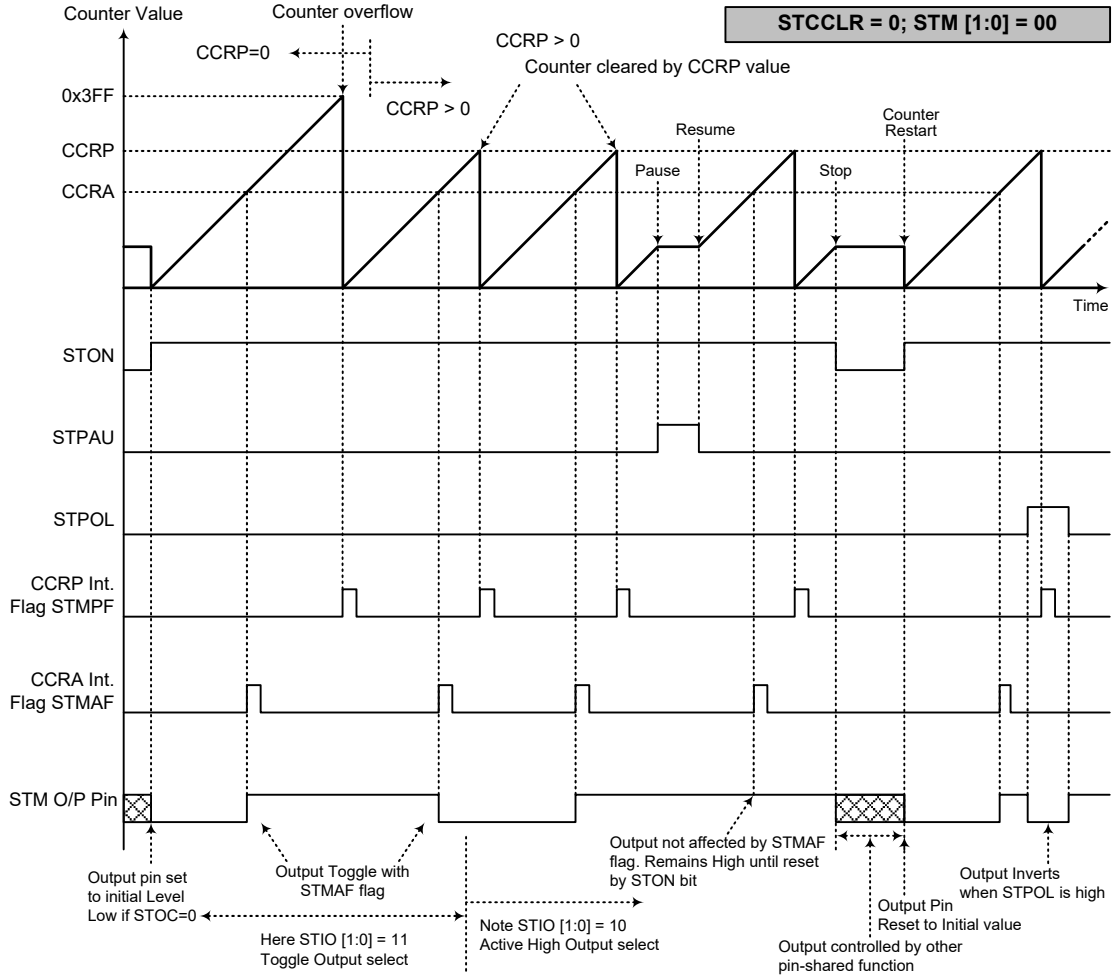 Counter Value
Counter overflow
STCCLR = 0; STM [1:0] = 00
CCRP=0
CCRP > 0
CCRP > 0
Counter cleared by CCRP value
0x3FF
CCRP
CCRA
Pause
Resume
Stop
Counter
Restart
Time
STON
STPAU
STPOL
CCRP Int.
Flag STMPF
CCRA Int.
Flag STMAF
STM O/P Pin
Output pin set
to initial Level
Low if STOC=0
Output Toggle with
STMAF flag
Here STIO [1:0] = 11
Toggle Output select
Note STIO [1:0] = 10
Active High Output select
Output not affected by STMAF
flag. Remains High until reset
by STON bit
Output controlled by other
pin-shared function
Output Pin
Reset to Initial value
Output Inverts
when STPOL is high